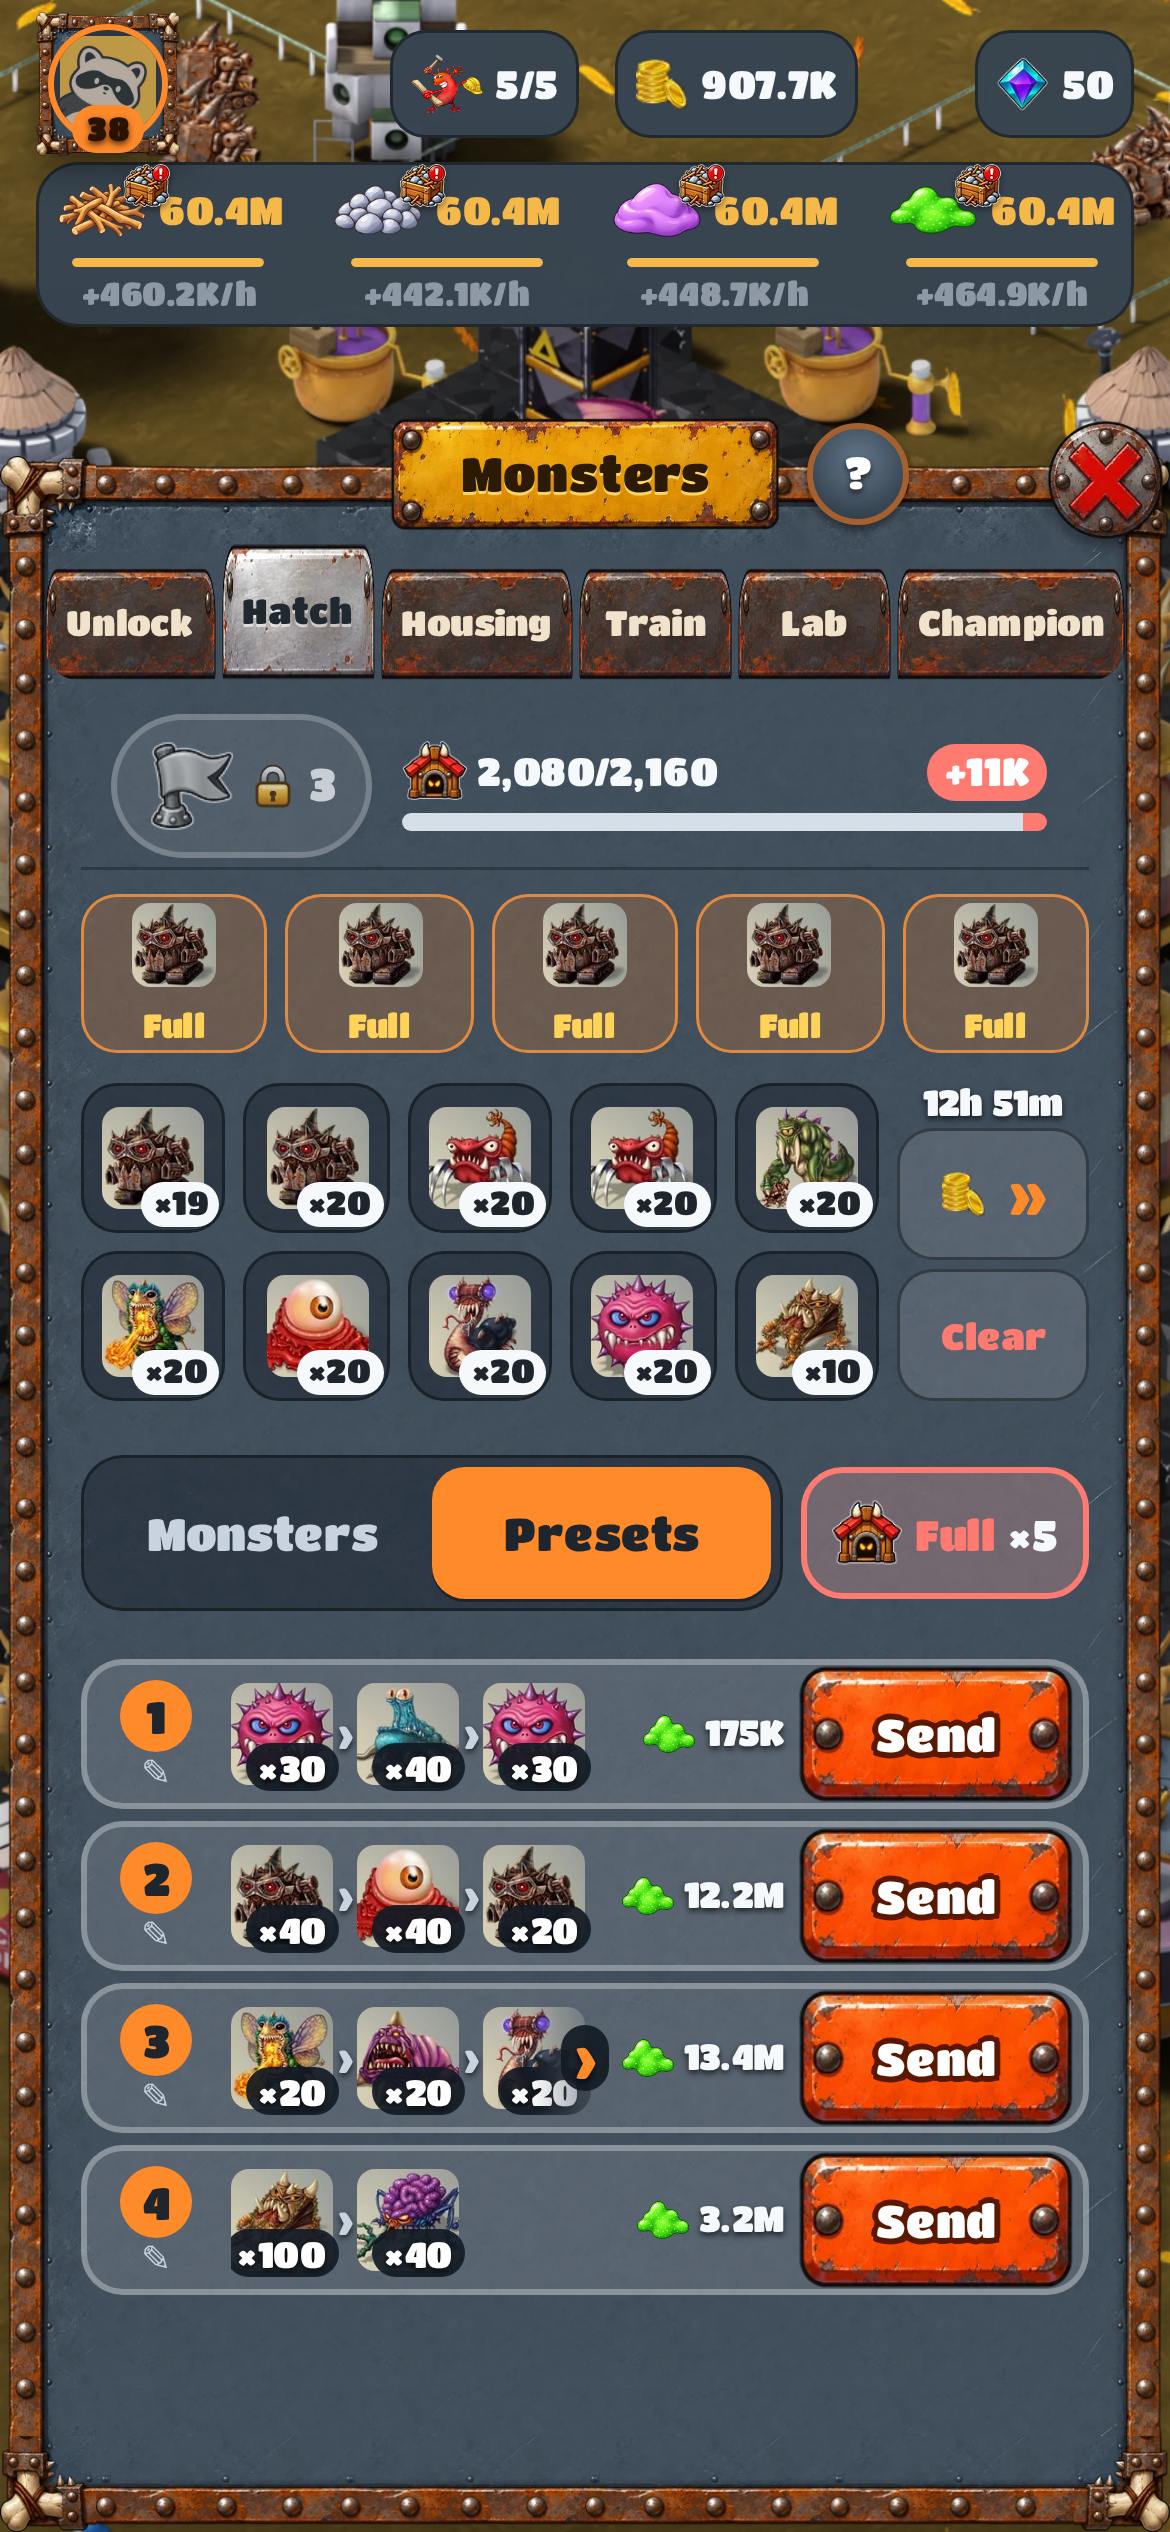 38
5/5
907.7K
50
60.4M
60.4M
60.4M
60.4M
+460.2K/h
+442.1K/h
+448.7K/h
+464.9K/h
Monsters
?
Unlock
Hatch
Housing
Train
Lab
Champion
3
2,080/2,160
+11K
Full
Full
Full
Full
Full
×19
×20
×20
×20
×20
12h 51m
×20
×20
×20
×20
×10
Clear
Monsters
Presets
Full ×5
1
×30
×40
×30
175K
Send
2
×40
×40
×20
12.2M
Send
3
×20
×20
×20
13.4M
Send
4
×100
×40
3.2M
Send